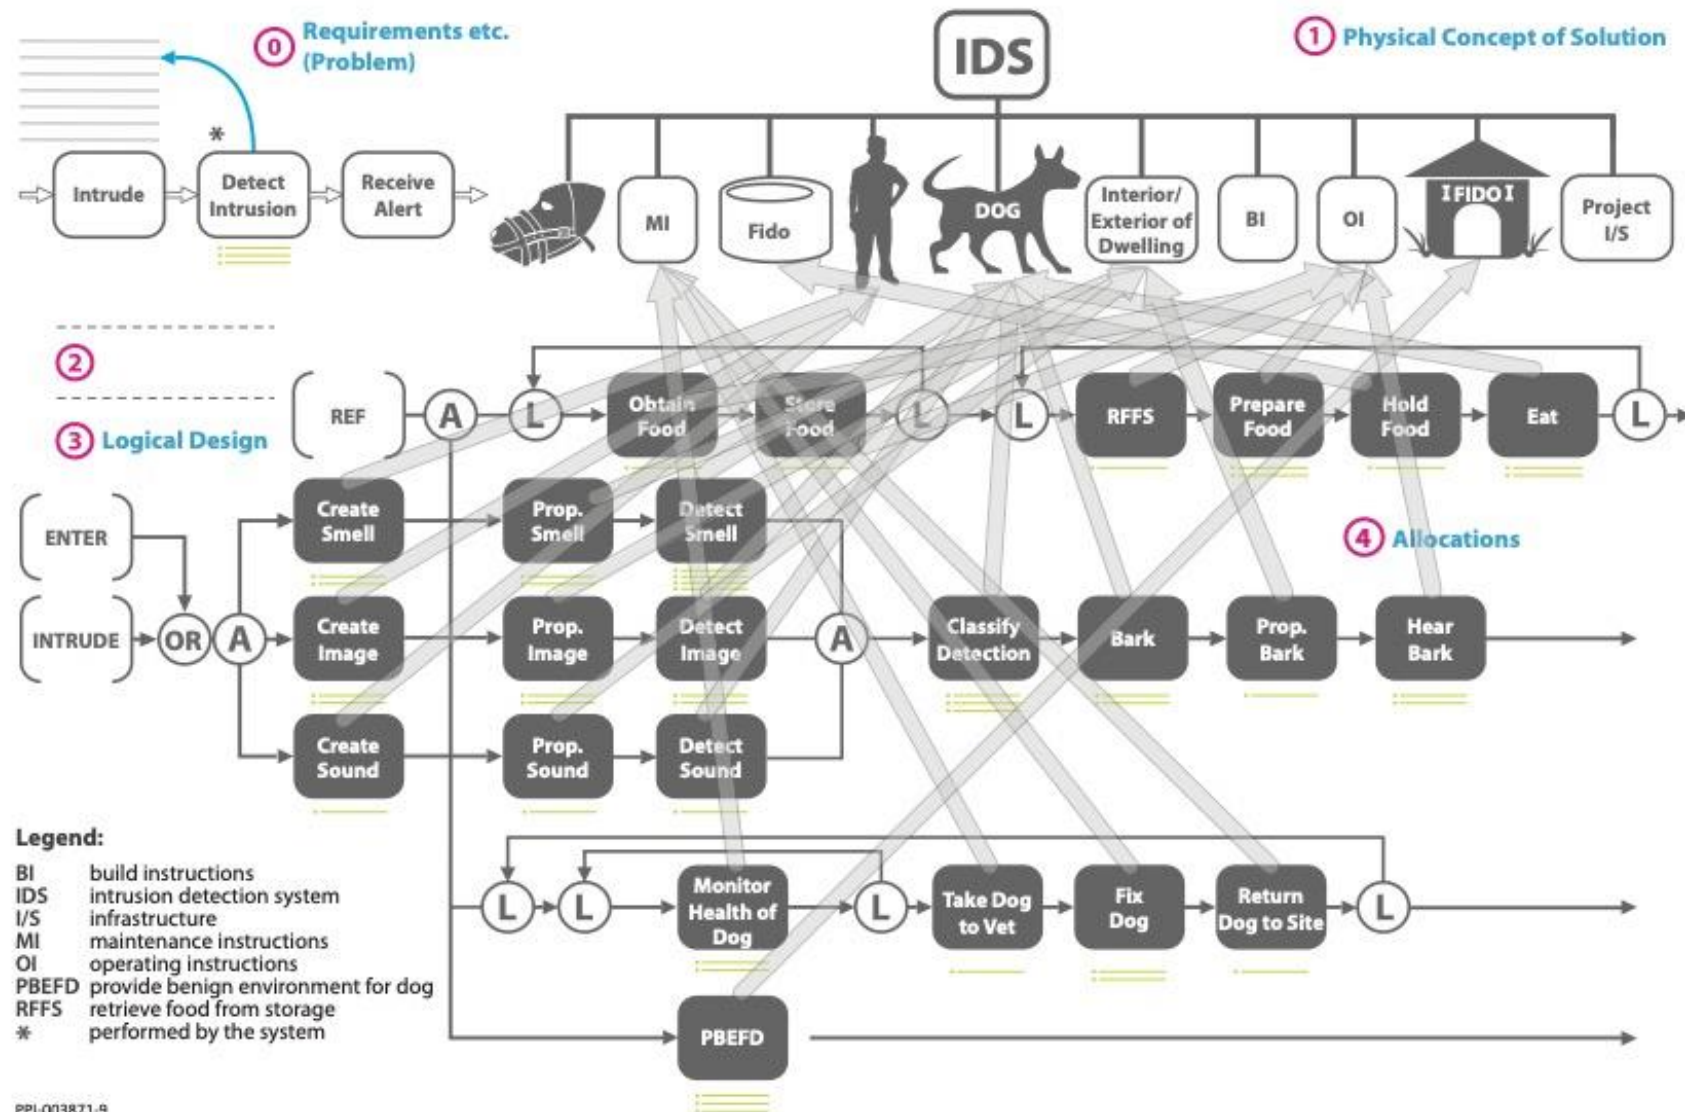 0 Requirements etc.
(Problem)
IDS
1 Physical Concept of Solution
*
Intrude
Detect
Intrusion
Receive
Alert
MI
Fido
DOG
Interior/
Exterior of
Dwelling
BI
OI
I FIDO I
Project
I/S
2
3 Logical Design
REF
A
L
Obtain
Food
Store
Food
L
L
RFFS
Prepare
Food
Hold
Food
Eat
L
ENTER
INTRUDE
OR
A
Create
Smell
Prop.
Smell
Detect
Smell
4 Allocations
Create
Image
Prop.
Image
Detect
Image
A
Classify
Detection
Bark
Prop.
Bark
Hear
Bark
Create
Sound
Prop.
Sound
Detect
Sound
L
L
Monitor
Health of
Dog
L
Take Dog
to Vet
Fix
Dog
Return
Dog to Site
L
PBEFD
Legend:
BI build instructions
IDS intrusion detection system
I/S infrastructure
MI maintenance instructions
OI operating instructions
PBEFD provide benign environment for dog
RFFS retrieve food from storage
* performed by the system
PPI-003871-9